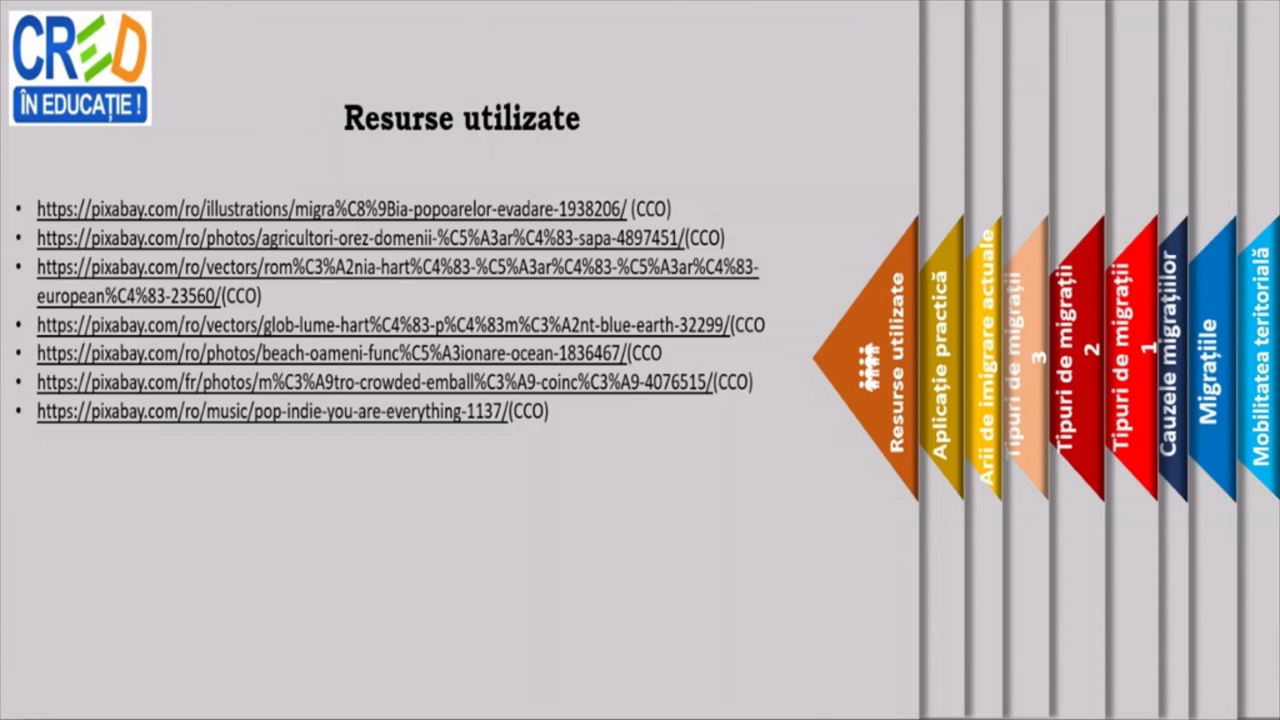 CRED
ÎN EDUCAȚIE !
Resurse utilizate
• https://pixabay.com/ro/illustrations/migra%C8%9Bia-popoarelor-evadare-1938206/ (CCO)
• https://pixabay.com/ro/photos/agricultori-orez-domenii-%C5%A3ar%C4%83-sapa-4897451/(CCO)
• https://pixabay.com/ro/vectors/rom%C3%A2nia-hart%C4%83-%C5%A3ar%C4%83-%C5%A3ar%C4%83-
european%C4%83-23560/(CCO)
• https://pixabay.com/ro/vectors/glob-lume-hart%C4%83-p%C4%83m%C3%A2nt-blue-earth-32299/(CCO
• https://pixabay.com/ro/photos/beach-oameni-func%C5%A3ionare-ocean-1836467/(CCO
• https://pixabay.com/fr/photos/m%C3%A9tro-crowded-emball%C3%A9-coinc%C3%A9-4076515/(CCO)
• https://pixabay.com/ro/music/pop-indie-you-are-everything-1137/(CCO)
Resurse utilizate
Aplicație practică
Arii de imigrare actuale
Tipuri de migrații
3
Tipuri de migrații
2
Tipuri de migrații
1
Cauzele migrațiilor
Migrațiile
Mobilitatea teritorială